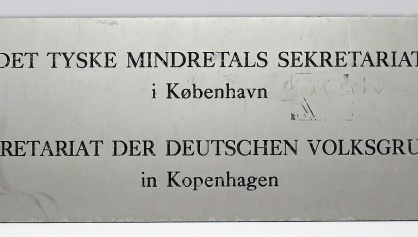 DET TYSKE MINDRETALS SEKRETARIAT
i København
RETARIAT DER DEUTSCHEN VOLKSGRU
in Kopenhagen